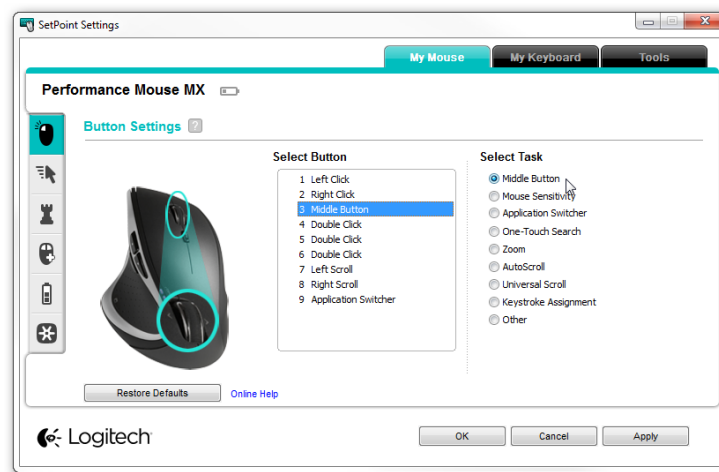 SetPoint Settings
My Mouse
My Keyboard
Tools
Performance Mouse MX
Button Settings ?
Select Button
1 Left Click
2 Right Click
3 Middle Button
4 Double Click
5 Double Click
6 Double Click
7 Left Scroll
8 Right Scroll
9 Application Switcher
Select Task
Middle Button
Mouse Sensitivity
Application Switcher
One-Touch Search
Zoom
AutoScroll
Universal Scroll
Keystroke Assignment
Other
Restore Defaults
Online Help
Logitech
OK
Cancel
Apply